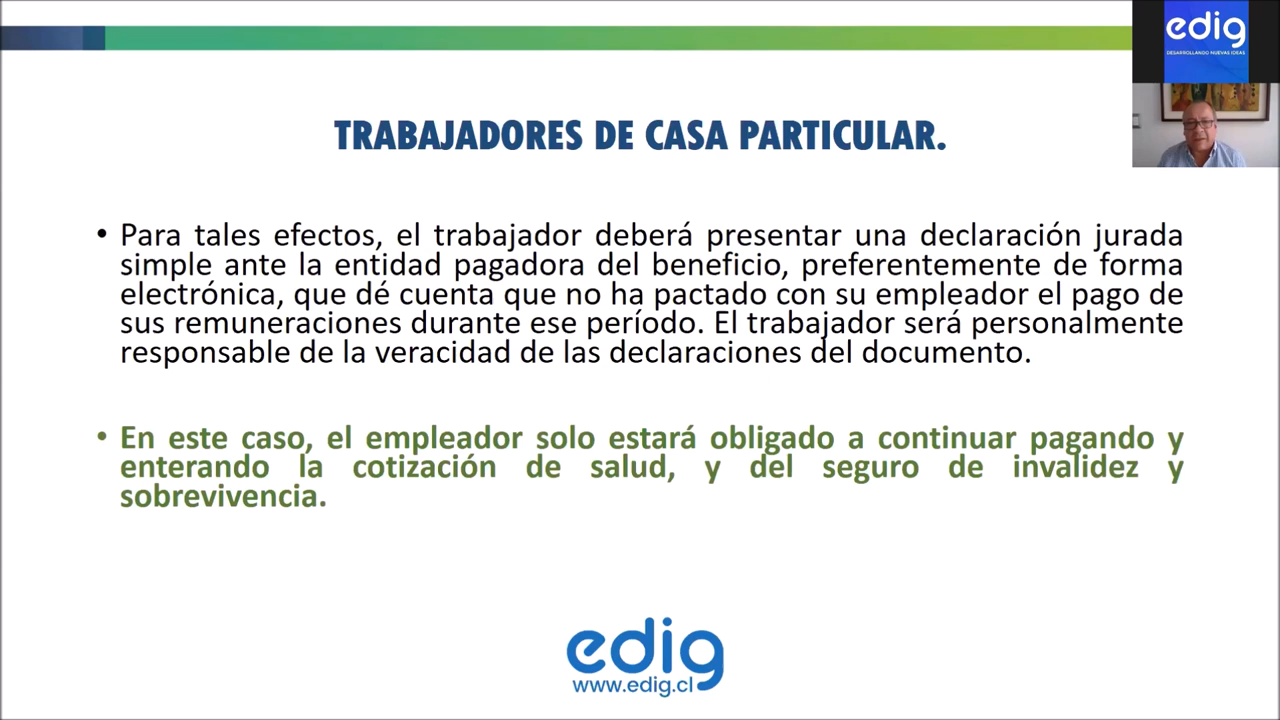 edig
DESARROLLANDO NUEVAS IDEAS
TRABAJADORES DE CASA PARTICULAR.
• Para tales efectos, el trabajador deberá presentar una declaración jurada
simple ante la entidad pagadora del beneficio, preferentemente de forma
electrónica, que dé cuenta que no ha pactado con su empleador el pago de
sus remuneraciones durante ese período. El trabajador será personalmente
responsable de la veracidad de las declaraciones del documento.
• En este caso, el empleador solo estará obligado a continuar pagando y
enterando la cotización de salud, y del seguro de invalidez y
sobrevivencia.
edig
www.edig.cl